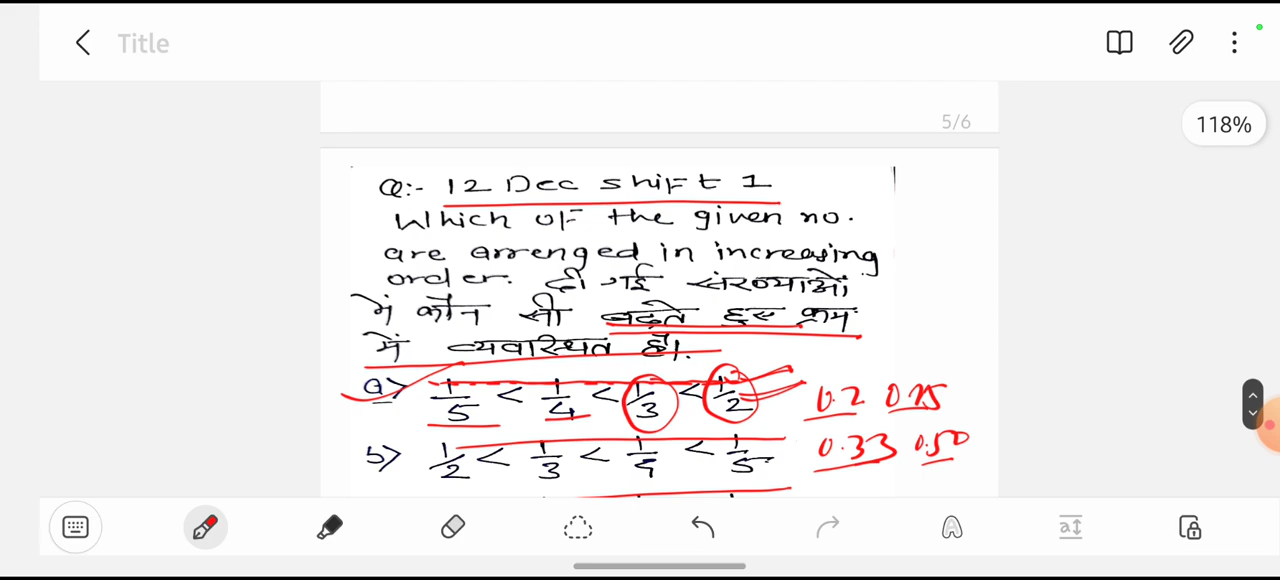 Title
5/6
118%
Q:- 12 Dec shift 1
Which of the given no.
are arrenged in increasing
order. दी गई संख्याओं
में कौन सी बढ़ते हुए क्रम
में व्यवस्थित है।
a> 1/5 < 1/4 < 1/3 < 1/2 0.2 0.25
b> 1/2 < 1/3 < 1/4 < 1/5 0.33 0.50